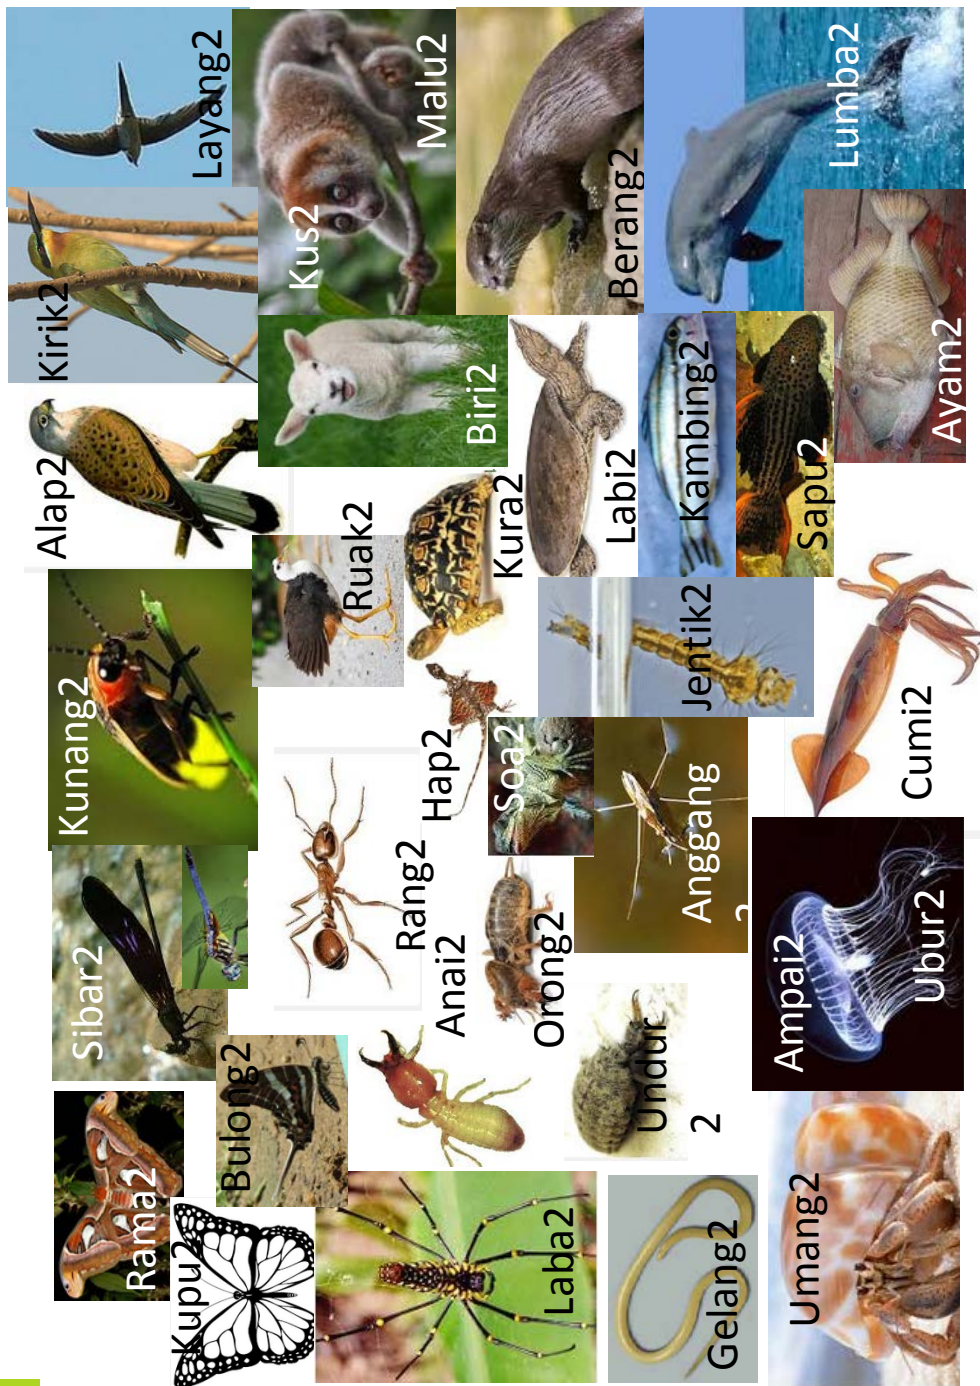 Rama2
Sibar2
Kunang2
Alap2
Kirik2
Layang2
Kupu2
Bulong2
Rang2
Ruak2
Kus2
Malu2
Anai2
Hap2
Kura2
Biri2
Laba2
Orong2
Soa2
Labi2
Berang2
Undur
2
Anggang
2
Jentik2
Kambing2
Gelang2
Umang2
Ampai2
Ubur2
Cumi2
Sapu2
Ayam2
Lumba2